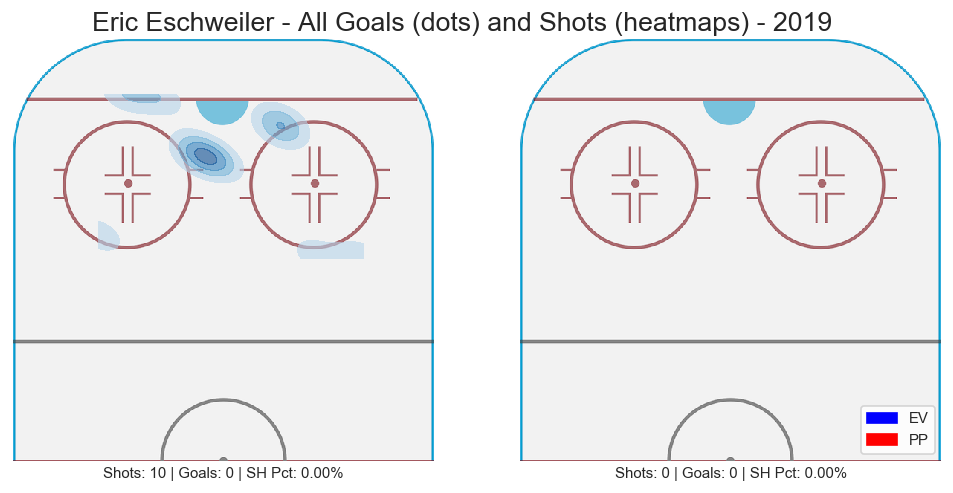 Eric Eschweiler - All Goals (dots) and Shots (heatmaps) - 2019
EV
PP
Shots: 10 | Goals: 0 | SH Pct: 0.00%
Shots: 0 | Goals: 0 | SH Pct: 0.00%